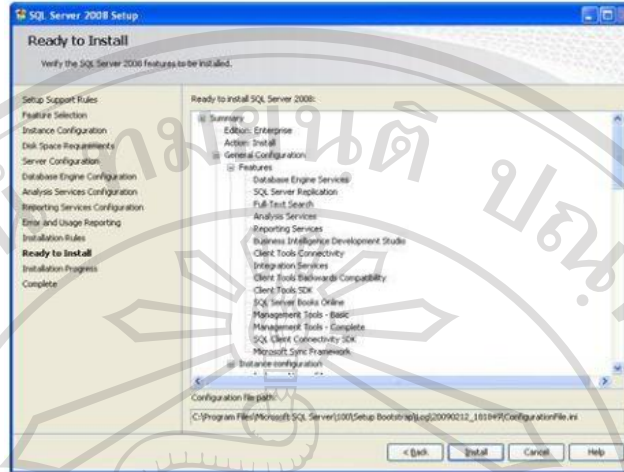 SQL Server 2008 Setup
Ready to Install
Verify the SQL Server 2008 features to be installed.
Setup Support Rules
Feature Selection
Instance Configuration
Disk Space Requirements
Server Configuration
Database Engine Configuration
Analysis Services Configuration
Reporting Services Configuration
Error and Usage Reporting
Installation Rules
Ready to Install
Installation Progress
Complete
Ready to install SQL Server 2008:
Summary
Edition: Enterprise
Action: Install
General Configuration
Features
Database Engine Services
SQL Server Replication
Full-Text Search
Analysis Services
Reporting Services
Business Intelligence Development Studio
Client Tools Connectivity
Integration Services
Client Tools Backwards Compatibility
Client Tools SDK
SQL Server Books Online
Management Tools - Basic
Management Tools - Complete
SQL Client Connectivity SDK
Microsoft Sync Framework
Instance configuration
Configuration file path:
C:\Program Files\Microsoft SQL Server\100\Setup Bootstrap\Log\20090212_181849\ConfigurationFile.ini
< Back
Install
Cancel
Help